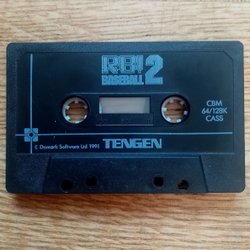 RBI 2
BASEBALL
CBM
64/128K
CASS
© Domark Software Ltd 1991
TENGEN